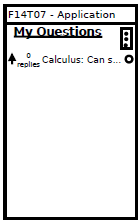 F14T07 - Application
My Questions
0
replies
Calculus: Can s...